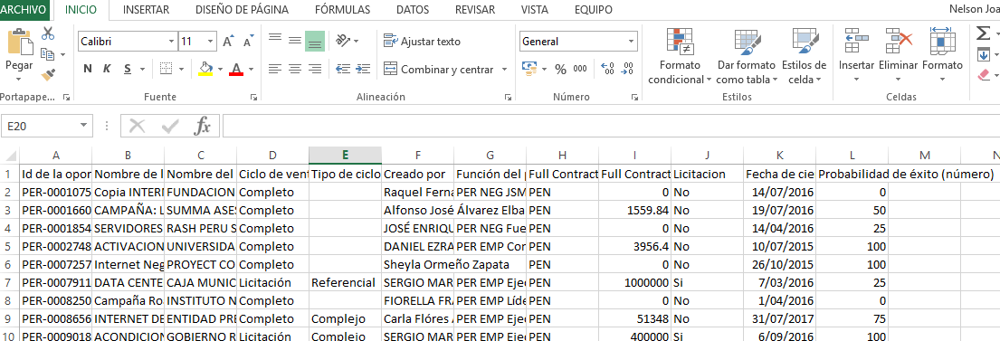 ARCHIVO INICIO INSERTAR DISEÑO DE PÁGINA FÓRMULAS DATOS REVISAR VISTA EQUIPO Nelson Joa
Calibri 11 Ajustar texto General
Pegar N K S Combinar y centrar % 000 Formato condicional Dar formato como tabla Estilos de celda Insertar Eliminar Formato
Portapape... Fuente Alineación Número Estilos Celdas
E20 fx
A B C D E F G H I J K L M N
1 Id de la opor Nombre de l Nombre del Ciclo de vent Tipo de ciclo Creado por Función del p Full Contract Full Contract Licitacion Fecha de cie Probabilidad de éxito (número)
2 PER-0001075 Copia INTERN FUNDACION Completo Raquel Ferna PER NEG JSM PEN 0 No 14/07/2016 0
3 PER-0001660 CAMPAÑA: L SUMMA ASES Completo Alfonso José Álvarez Elba PEN 1559.84 No 19/07/2016 50
4 PER-0001854 SERVIDORES RASH PERU S Completo JOSÉ ENRIQU PER NEG Fue PEN 0 No 14/04/2016 25
5 PER-0002748 ACTIVACION UNIVERSIDA Completo DANIEL EZRA PER EMP Cor PEN 3956.4 No 10/07/2015 100
6 PER-0007257 Internet Neg PROYECT CO Completo Sheyla Ormeño Zapata PEN 0 No 26/10/2015 100
7 PER-0007911 DATA CENTE CAJA MUNIC Licitación Referencial SERGIO MAR PER EMP Ejec PEN 1000000 Si 7/03/2016 25
8 PER-0008250 Campaña Ro INSTITUTO N Completo FIORELLA FRA PER EMP Líde PEN 0 No 1/04/2016 0
9 PER-0008656 INTERNET DE ENTIDAD PRE Completo Complejo Carla Flóres PER EMP Ejec PEN 51348 No 31/07/2017 75
10 PER-0009018 ACONDICION GOBIERNO R Licitación Complejo SERGIO MAR PER EMP Ejec PEN 400000 Si 6/09/2016 100